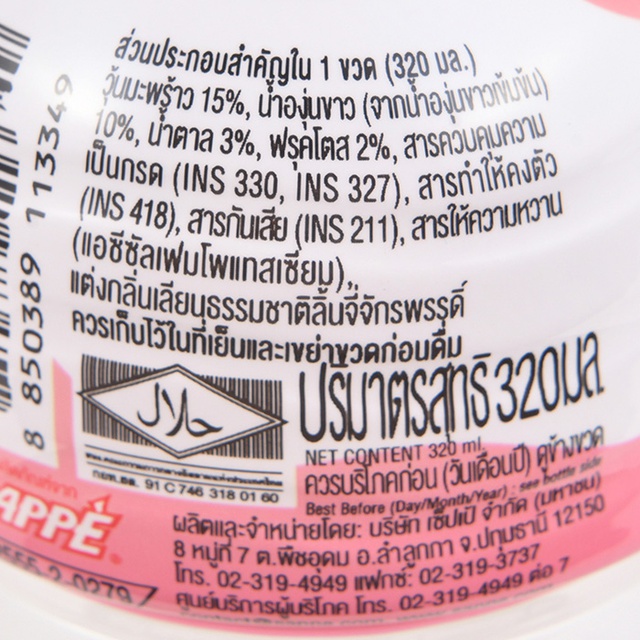 ส่วนประกอบสำคัญใน 1 ขวด (320 มล.)
วุ้นมะพร้าว 15%, น้ำองุ่นขาว (จากน้ำองุ่นขาวเข้มข้น)
10%, น้ำตาล 3%, ฟรุคโตส 2%, สารควบคุมความ
เป็นกรด (INS 330, INS 327), สารทำให้คงตัว
(INS 418), สารกันเสีย (INS 211), สารให้ความหวาน
(แอซีซัลเฟมโพแทสเซียม),
แต่งกลิ่นเลียนธรรมชาติลิ้นจี่จักรพรรดิ์
ควรเก็บไว้ในที่เย็นและเขย่าขวดก่อนดื่ม
8 850389 113349
حلال
กอท.ฮล. 91 C 746 318 01 60
ปริมาตรสุทธิ 320 มล.
NET CONTENT 320 ml.
ควรบริโภคก่อน (วันเดือนปี) ดูข้างขวด
Best Before (Day/Month/Year) : see bottle side
APPÉ
ผลิตและจำหน่ายโดย: บริษัท เซ็ปเป้ จำกัด (มหาชน)
8 หมู่ที่ 7 ต.พืชอุดม อ.ลำลูกกา จ.ปทุมธานี 12150
โทร. 02-319-4949 แฟกซ์: 02-319-3737
ศูนย์บริการผู้บริโภค โทร. 02-319-4949 ต่อ 7